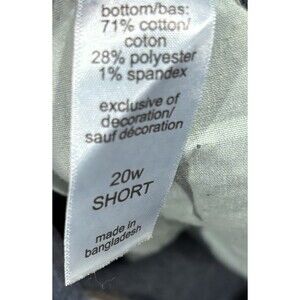 bottom/bas:
71% cotton/
coton
28% polyester
1% spandex
exclusive of
decoration/
sauf décoration
20w
SHORT
made in
bangladesh